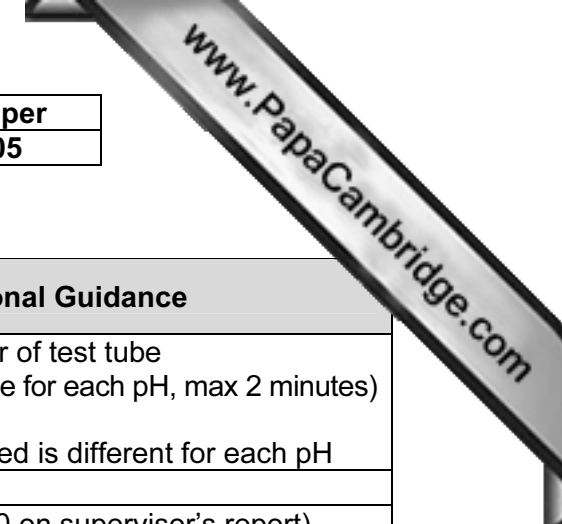 www.PapaCambridge.com
per
05
onal Guidance
r of test tube
e for each pH, max 2 minutes)
ed is different for each pH
0 on supervisor's report)